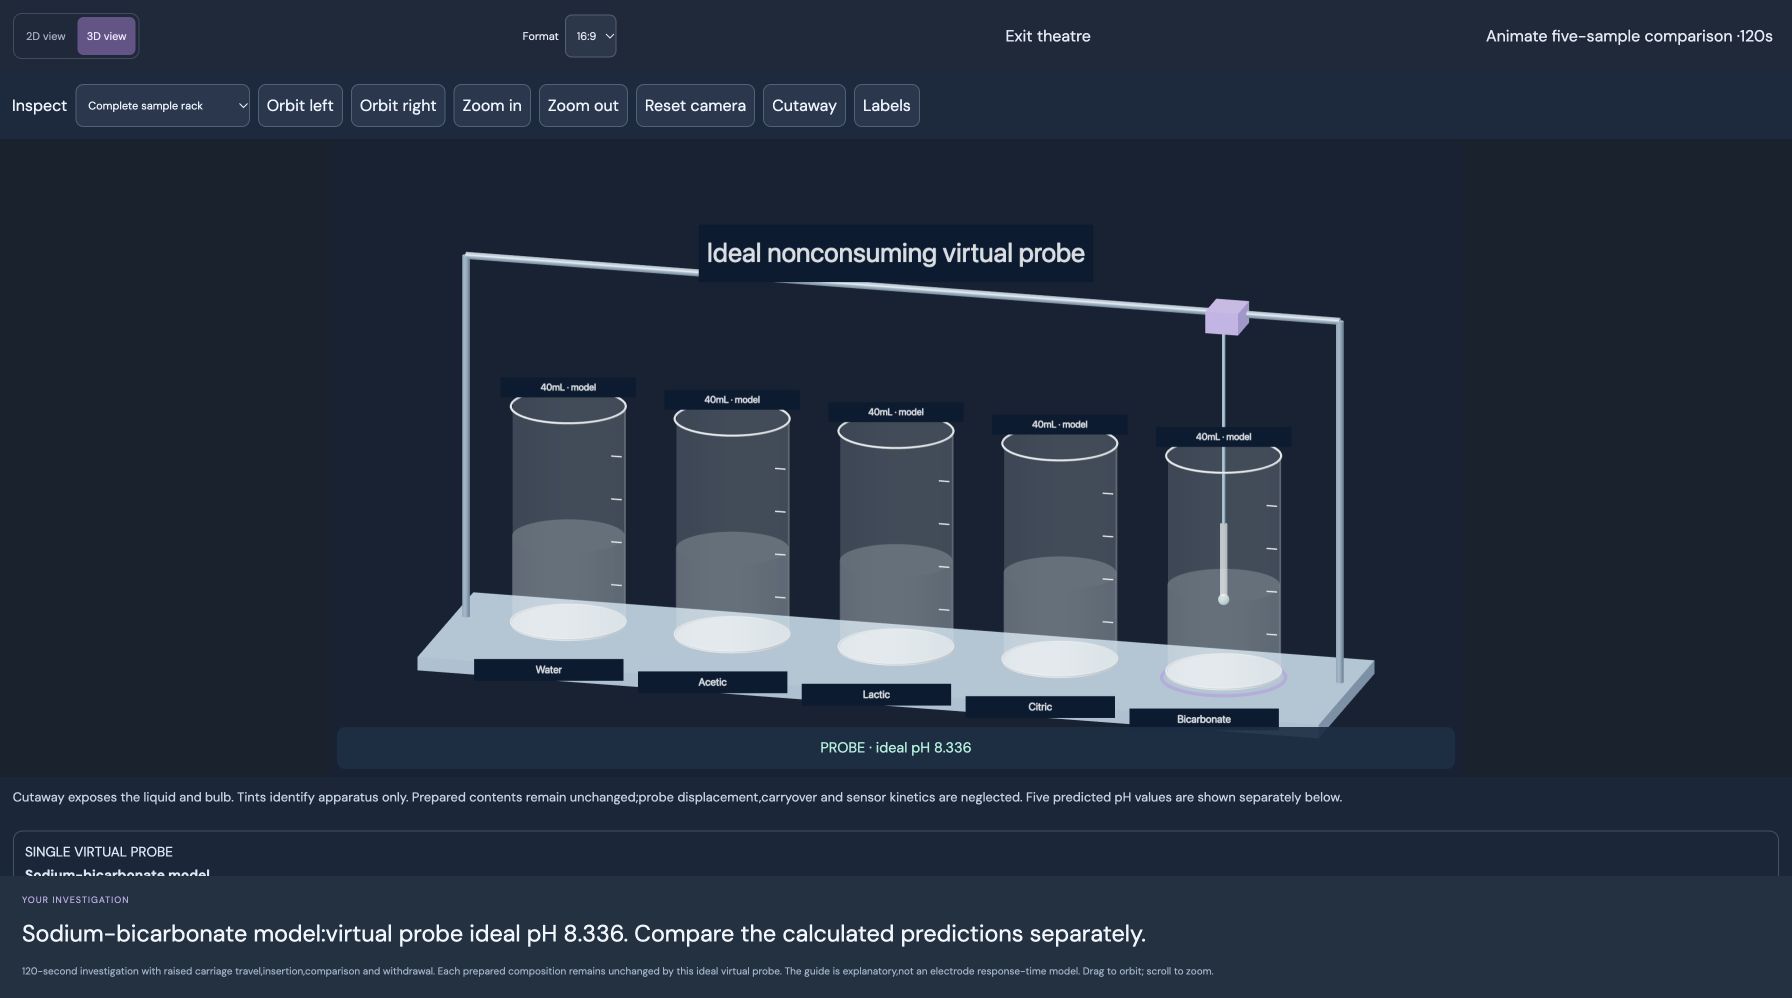 2D view 3D view Format 16:9 Exit theatre Animate five-sample comparison ·120s
Inspect Complete sample rack Orbit left Orbit right Zoom in Zoom out Reset camera Cutaway Labels
Ideal nonconsuming virtual probe
40mL · model
40mL · model
40mL · model
40mL · model
40mL · model
Water
Acetic
Lactic
Citric
Bicarbonate
PROBE · ideal pH 8.336
Cutaway exposes the liquid and bulb. Tints identify apparatus only. Prepared contents remain unchanged;probe displacement,carryover and sensor kinetics are neglected. Five predicted pH values are shown separately below.
SINGLE VIRTUAL PROBE
Sodium-bicarbonate model
YOUR INVESTIGATION
Sodium-bicarbonate model:virtual probe ideal pH 8.336. Compare the calculated predictions separately.
120-second investigation with raised carriage travel,insertion,comparison and withdrawal. Each prepared composition remains unchanged by this ideal virtual probe. The guide is explanatory,not an electrode response-time model. Drag to orbit; scroll to zoom.